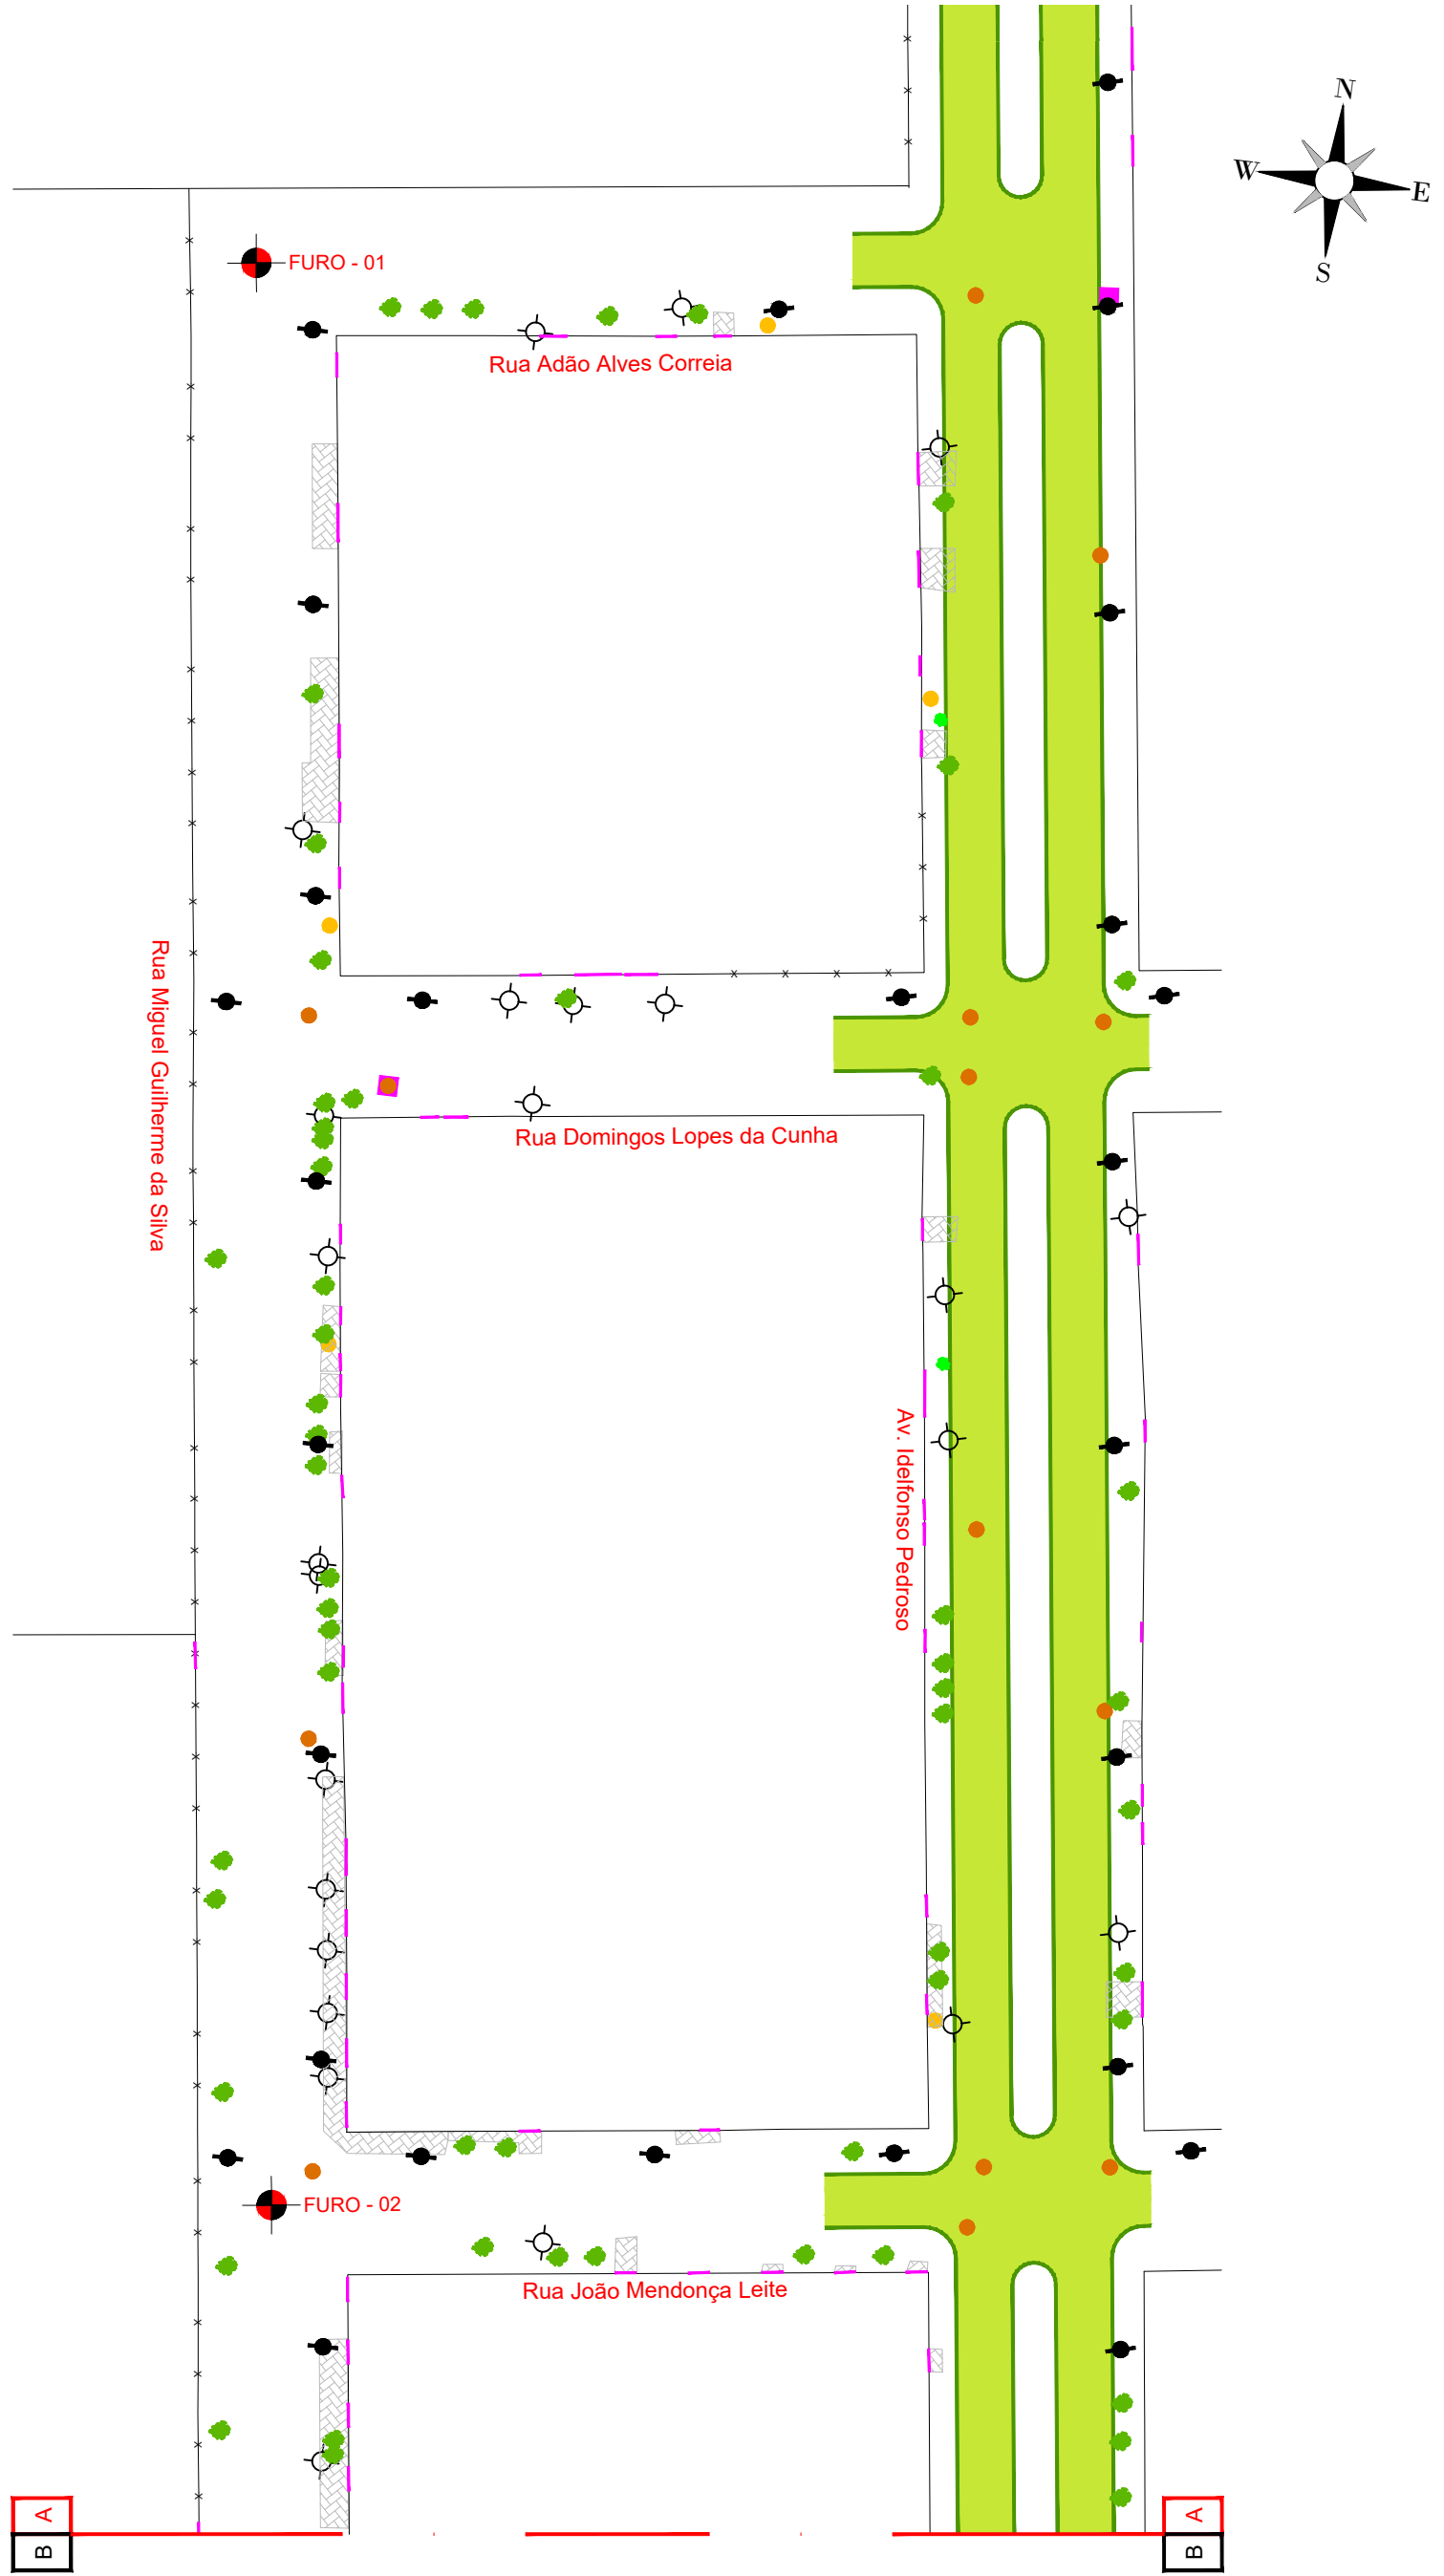 N
W
E
S
FURO - 01
Rua Adão Alves Correia
Rua Miguel Guilherme da Silva
Rua Domingos Lopes da Cunha
Av. Idelfonso Pedroso
FURO - 02
Rua João Mendonça Leite
A
B
A
B